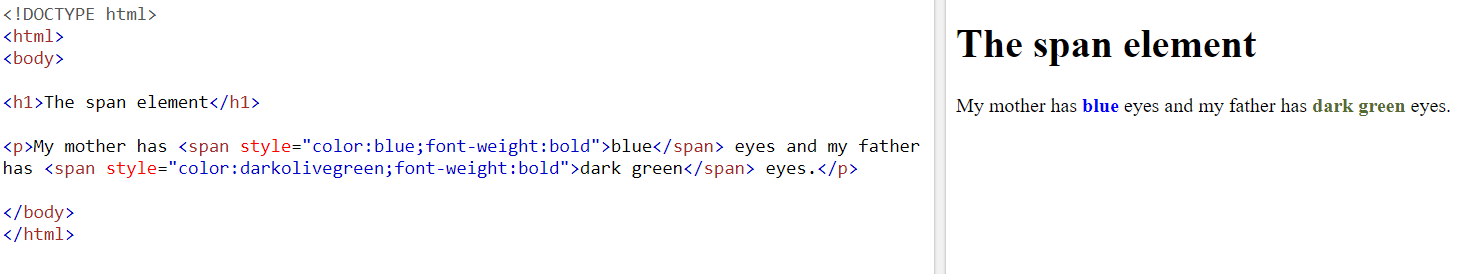 <!DOCTYPE html>
<html>
<body>
<h1>The span element</h1>
<p>My mother has <span style="color:blue;font-weight:bold">blue</span> eyes and my father
has <span style="color:darkolivegreen;font-weight:bold">dark green</span> eyes.</p>
</body>
</html>
The span element
My mother has blue eyes and my father has dark green eyes.